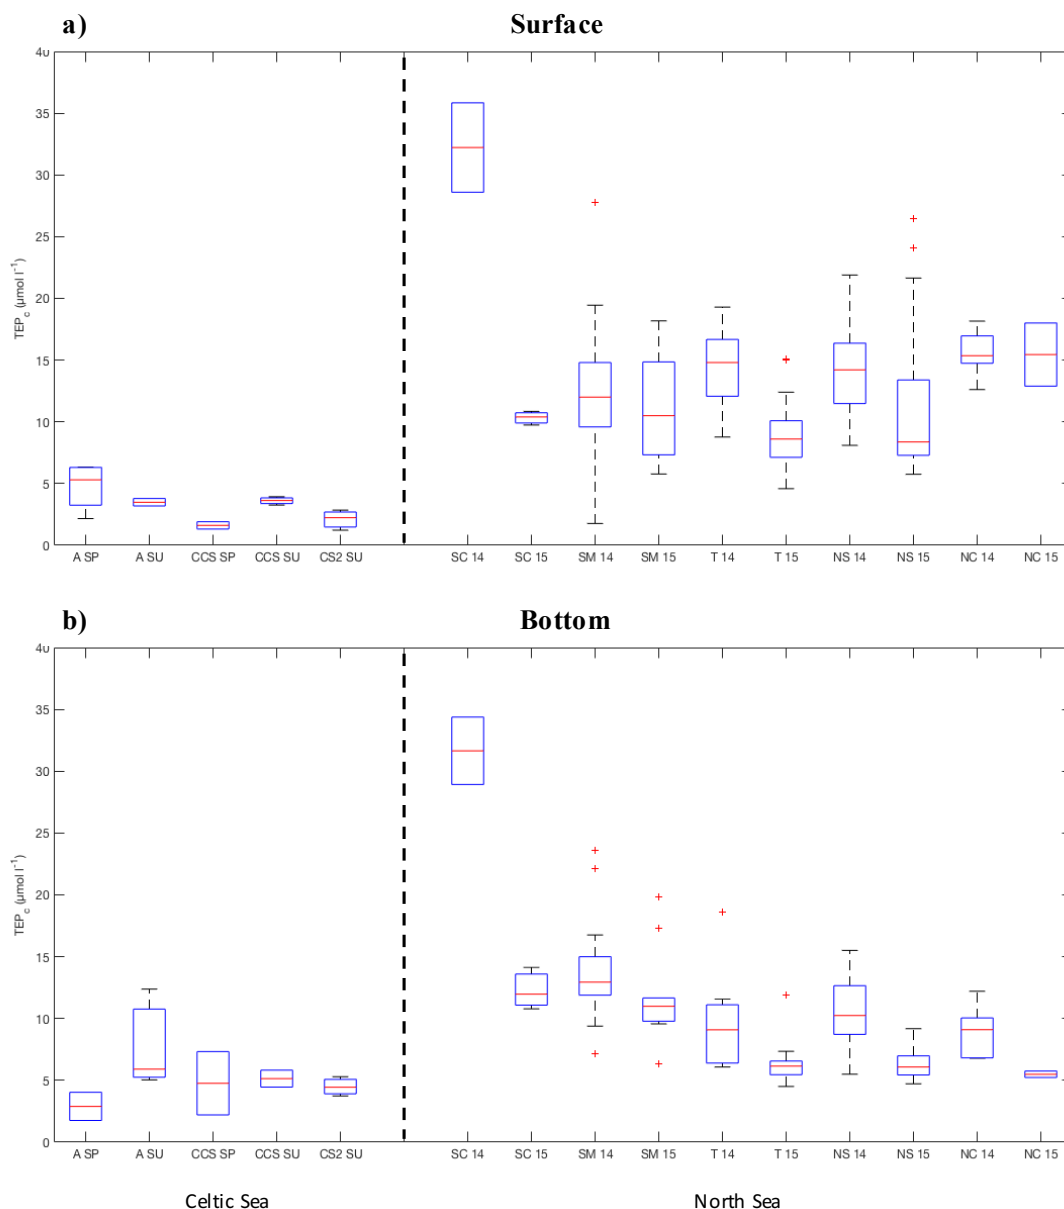 a) Surface
40
35
30
25
20
15
10
5
0
TEPc (µmol l⁻¹)
A SP A SU CCS SP CCS SU CS2 SU SC 14 SC 15 SM 14 SM 15 T 14 T 15 NS 14 NS 15 NC 14 NC 15
b) Bottom
40
35
30
25
20
15
10
5
0
TEPc (µmol l⁻¹)
A SP A SU CCS SP CCS SU CS2 SU SC 14 SC 15 SM 14 SM 15 T 14 T 15 NS 14 NS 15 NC 14 NC 15
Celtic Sea North Sea